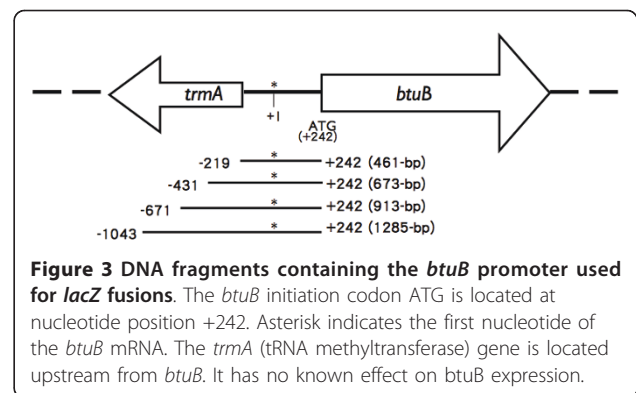 trmA
*
btuB
+1
ATG
(+242)
-219 * +242 (461-bp)
-431 * +242 (673-bp)
-671 * +242 (913-bp)
-1043 * +242 (1285-bp)
Figure 3 DNA fragments containing the btuB promoter used
for lacZ fusions. The btuB initiation codon ATG is located at
nucleotide position +242. Asterisk indicates the first nucleotide of
the btuB mRNA. The trmA (tRNA methyltransferase) gene is located
upstream from btuB. It has no known effect on btuB expression.